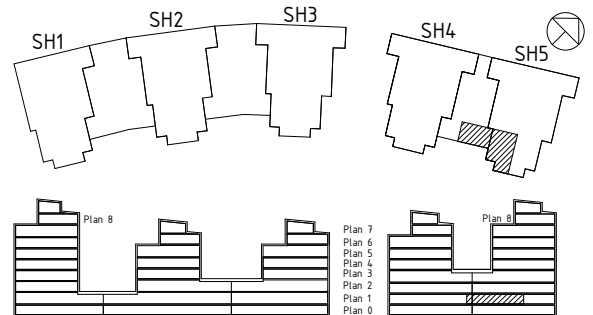 SH1
SH2
SH3
SH4
SH5
Plan 8
Plan 7
Plan 6
Plan 5
Plan 4
Plan 3
Plan 2
Plan 1
Plan 0
Plan 8